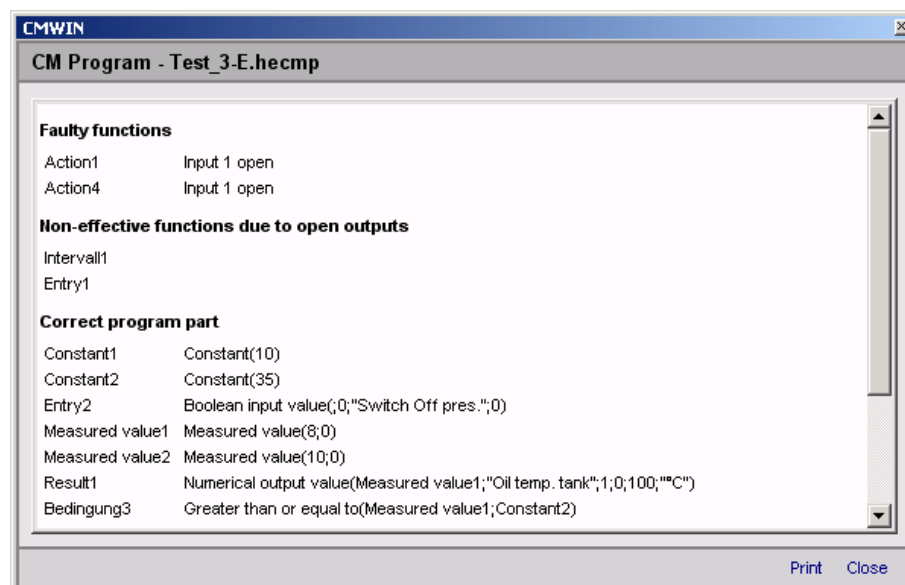 CMWIN
CM Program - Test_3-E.hecmp
Faulty functions
Action1 Input 1 open
Action4 Input 1 open
Non-effective functions due to open outputs
Intervall1
Entry1
Correct program part
Constant1 Constant(10)
Constant2 Constant(35)
Entry2 Boolean input value(;0;"Switch Off pres.";0)
Measured value1 Measured value(8;0)
Measured value2 Measured value(10;0)
Result1 Numerical output value(Measured value1;"Oil temp. tank";1;0;100;"°C")
Bedingung3 Greater than or equal to(Measured value1;Constant2)
Print Close